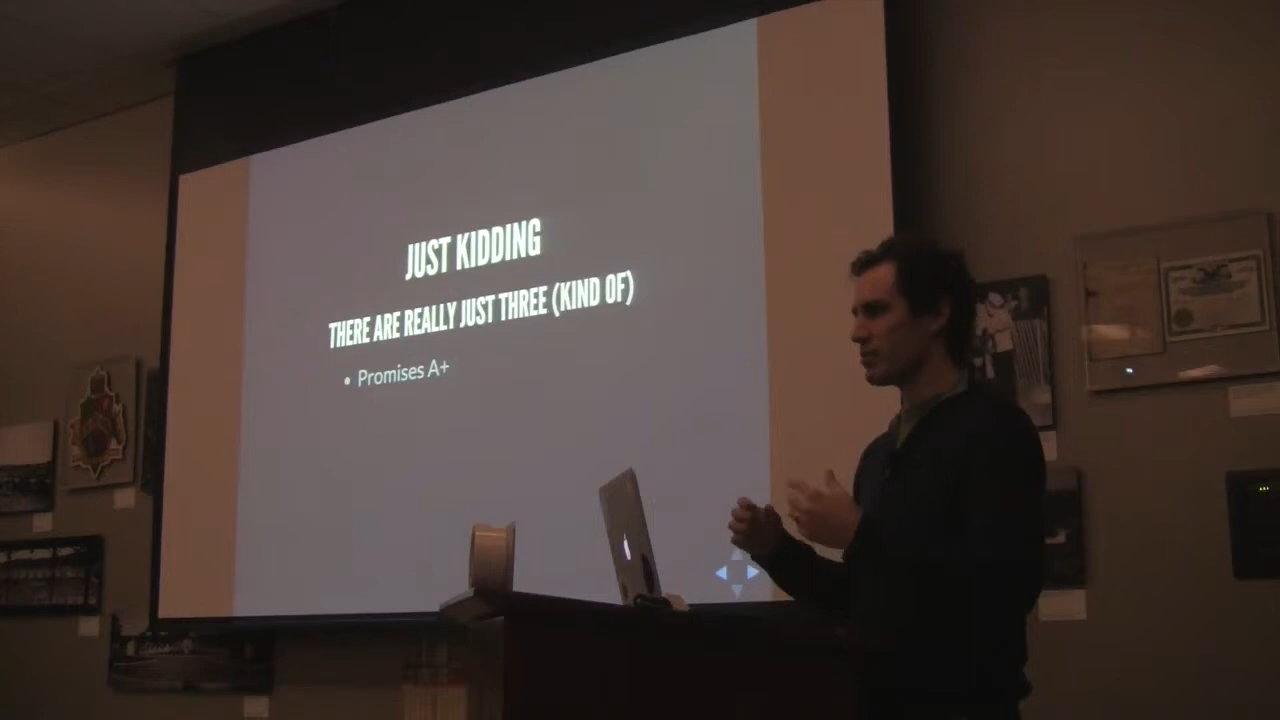 JUST KIDDING
THERE ARE REALLY JUST THREE (KIND OF)
• Promises A+